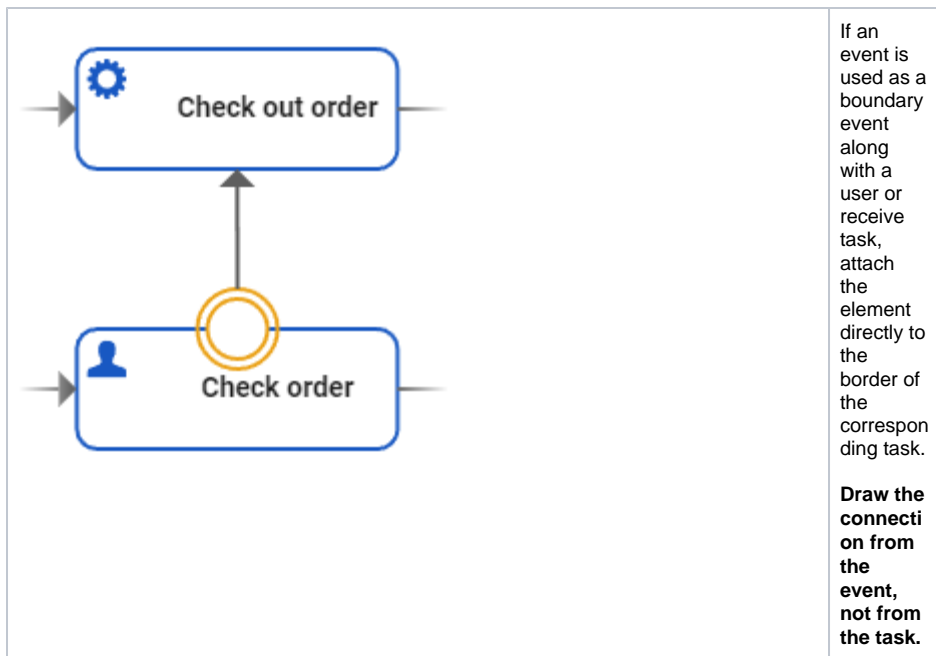 Check out order
Check order
If an
event is
used as a
boundary
event
along
with a
user or
receive
task,
attach
the
element
directly to
the
border of
the
correspon
ding task.
Draw the
connecti
on from
the
event,
not from
the task.